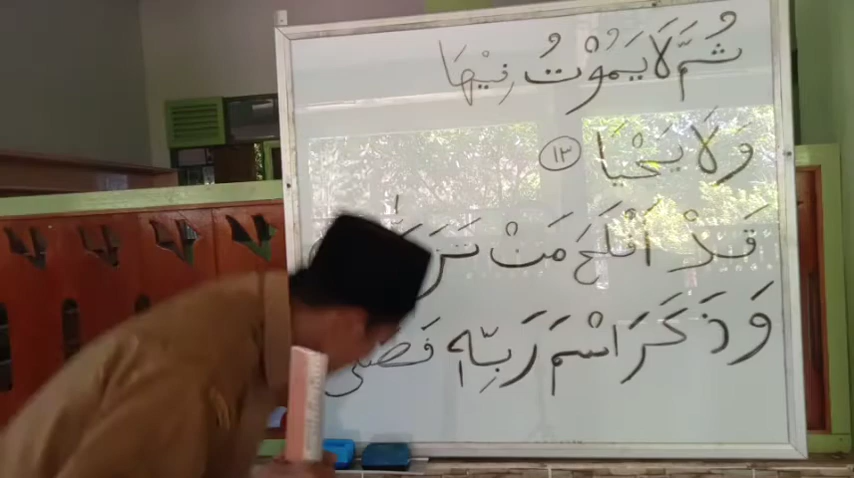 ثُمَّ لَا يَمُوْتُ فِيْهَا
وَلَا يَحْيَا ١٣
قَدْ اَفْلَحَ مَنْ
وَذَكَرَ اسْمَ رَبِّهٖ